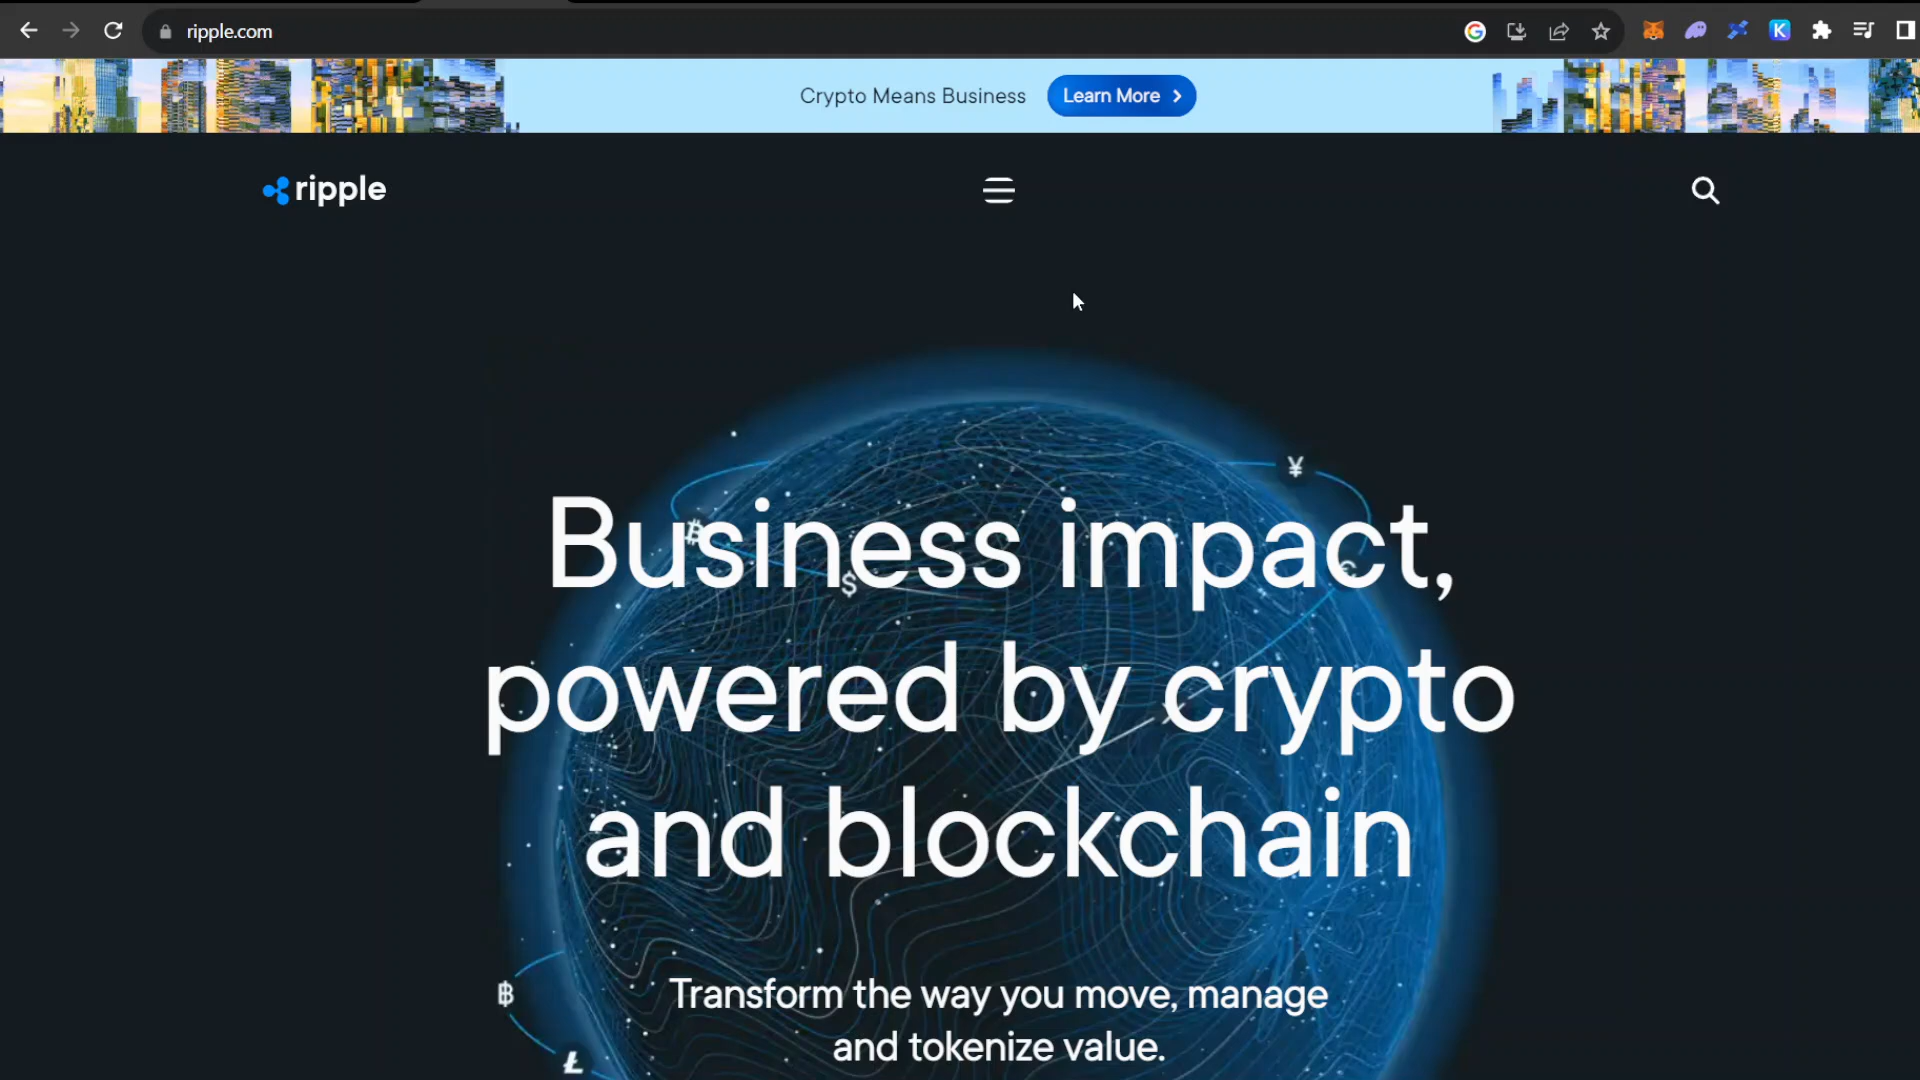 ripple.com
Crypto Means Business
Learn More
ripple
Business impact,
powered by crypto
and blockchain
Transform the way you move, manage
and tokenize value.